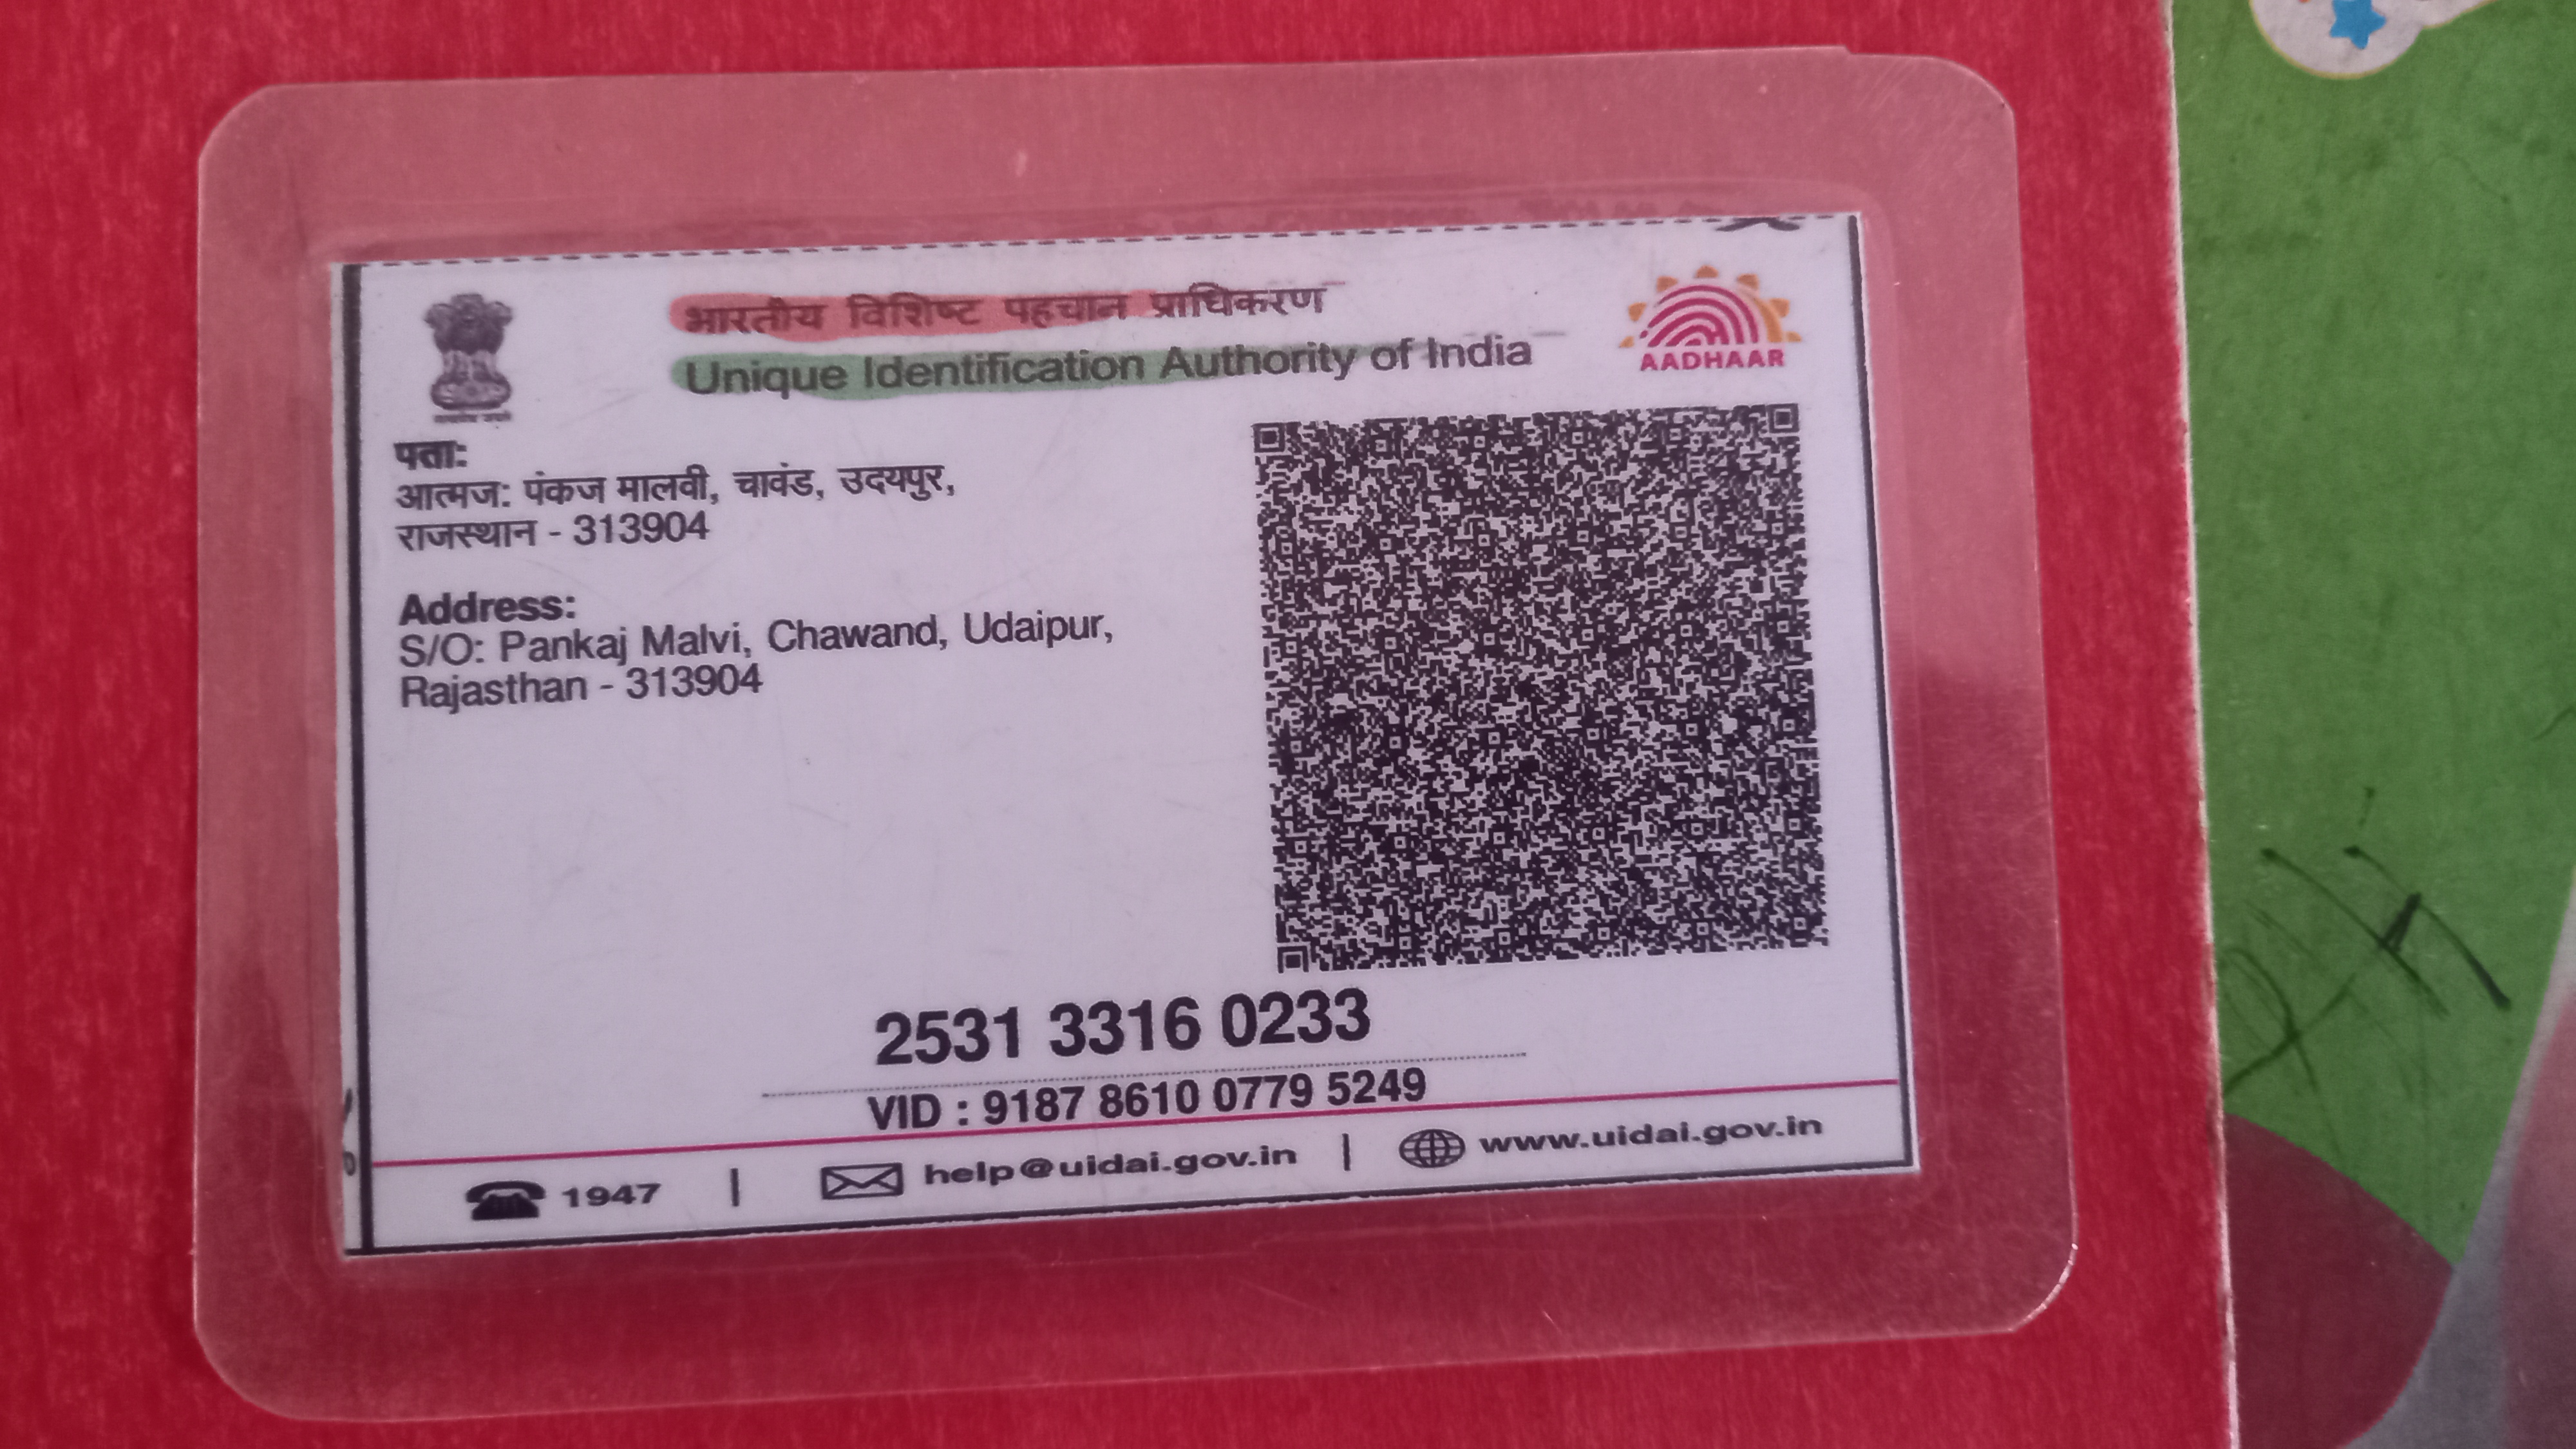 भारतीय विशिष्ट पहचान प्राधिकरण
Unique Identification Authority of India
AADHAAR
पता:
आत्मज: पंकज मालवी, चावंड, उदयपुर,
राजस्थान - 313904
Address:
S/O: Pankaj Malvi, Chawand, Udaipur,
Rajasthan - 313904
2531 3316 0233
VID : 9187 8610 0779 5249
1947 | help@uidai.gov.in | www.uidai.gov.in